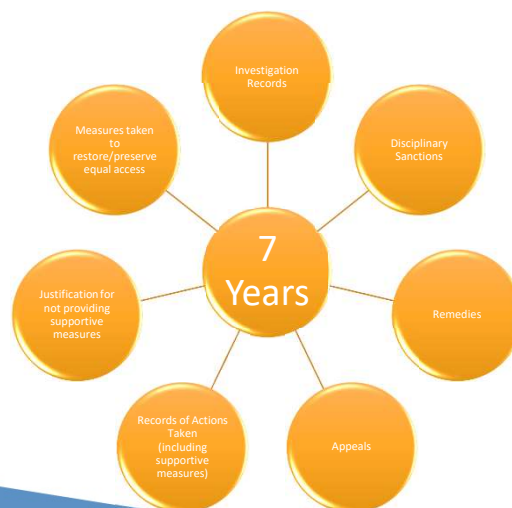 Investigation
Records
Measures taken
to
restore/preserve
equal access
Disciplinary
Sanctions
7
Years
Justification for
not providing
supportive
measures
Remedies
Records of Actions
Taken
(including
supportive
measures)
Appeals